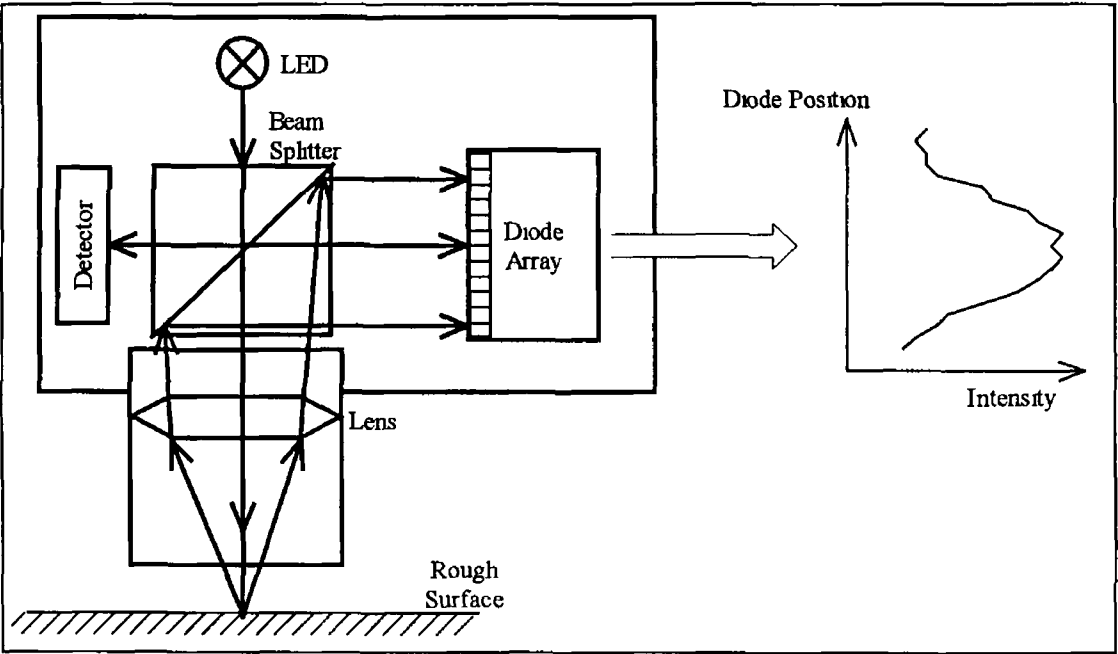 LED
Beam
Splitter
Detector
Diode
Array
Lens
Rough
Surface
Diode Position
Intensity